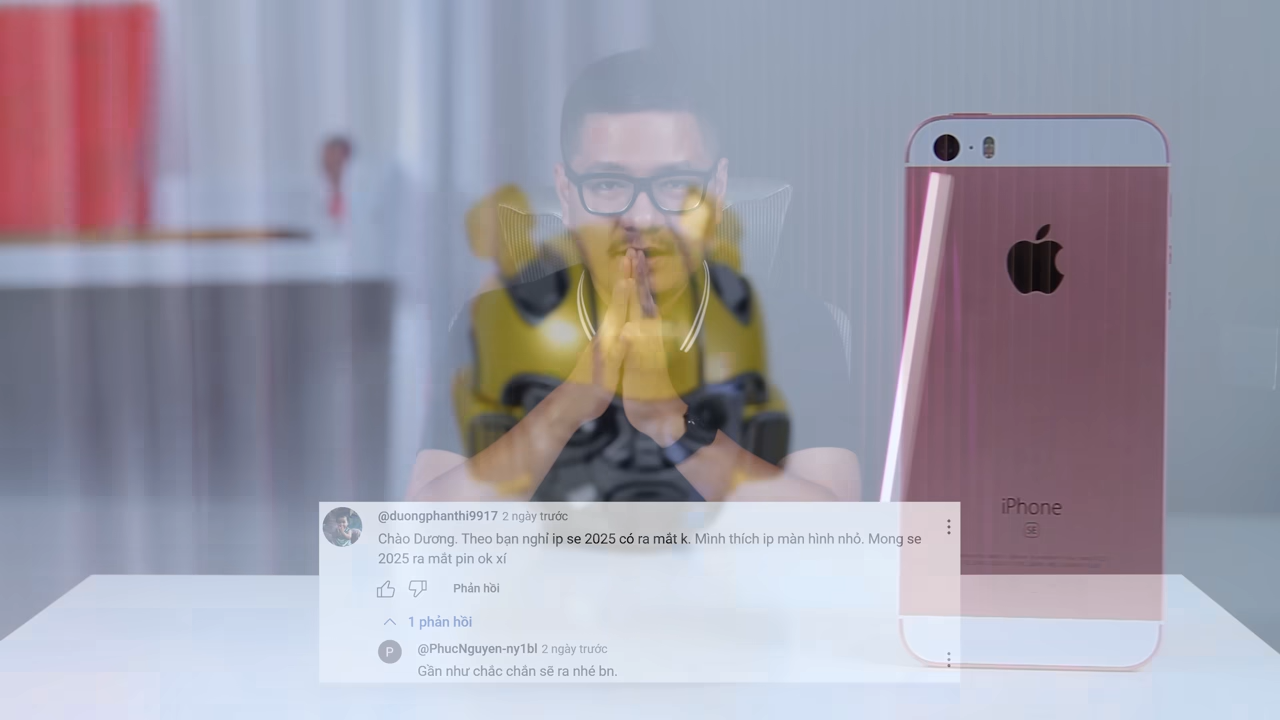 iPhone
SE
@duongphanthi9917 2 ngày trước
Chào Dương. Theo bạn nghĩ ip se 2025 có ra mắt k. Mình thích ip màn hình nhỏ. Mong se
2025 ra mắt pin ok xí
Phản hồi
1 phản hồi
P
@PhucNguyen-ny1bl 2 ngày trước
Gần như chắc chắn sẽ ra nhé bn.